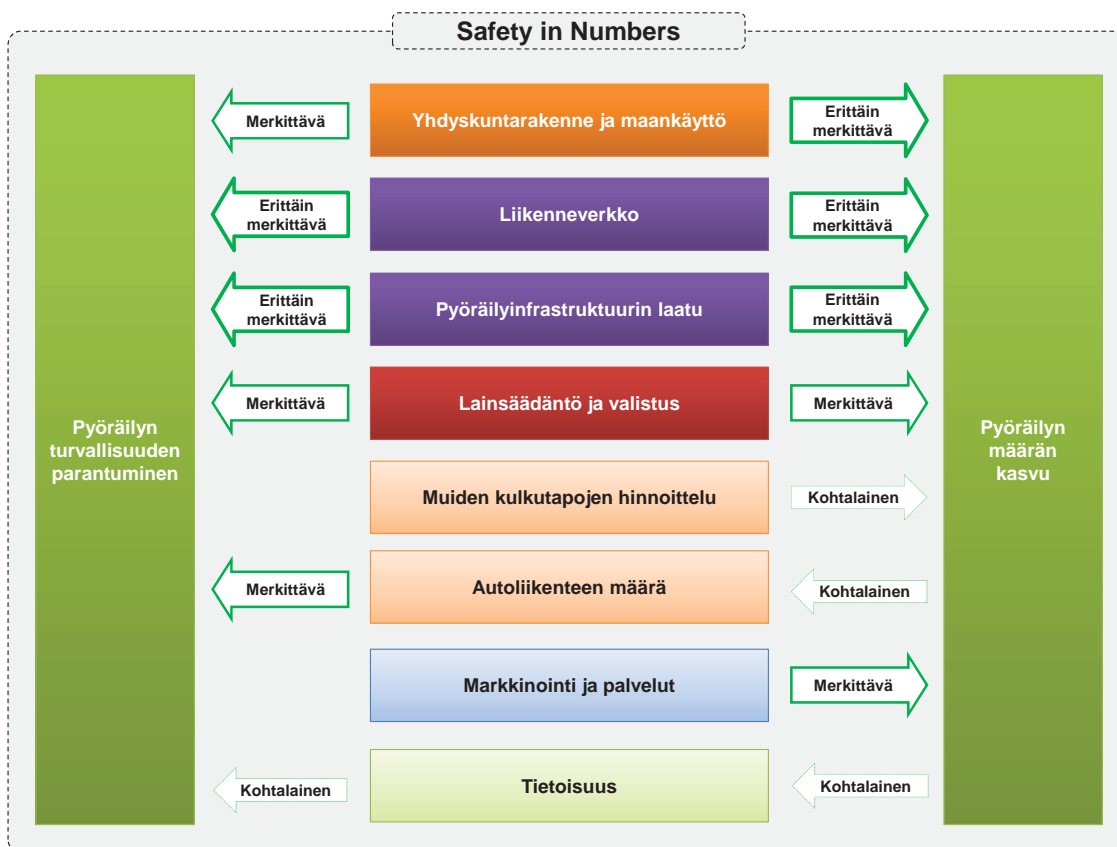 Safety in Numbers
Merkittävä
Yhdyskuntarakenne ja maankäyttö
Erittäin
merkittävä
Erittäin
merkittävä
Liikenneverkko
Erittäin
merkittävä
Erittäin
merkittävä
Pyöräilyinfrastruktuurin laatu
Erittäin
merkittävä
Pyöräilyn
turvallisuuden
parantuminen
Merkittävä
Lainsäädäntö ja valistus
Merkittävä
Pyöräilyn
määrän
kasvu
Muiden kulkutapojen hinnoittelu
Kohtalainen
Merkittävä
Autoliikenteen määrä
Kohtalainen
Markkinointi ja palvelut
Merkittävä
Kohtalainen
Tietoisuus
Kohtalainen